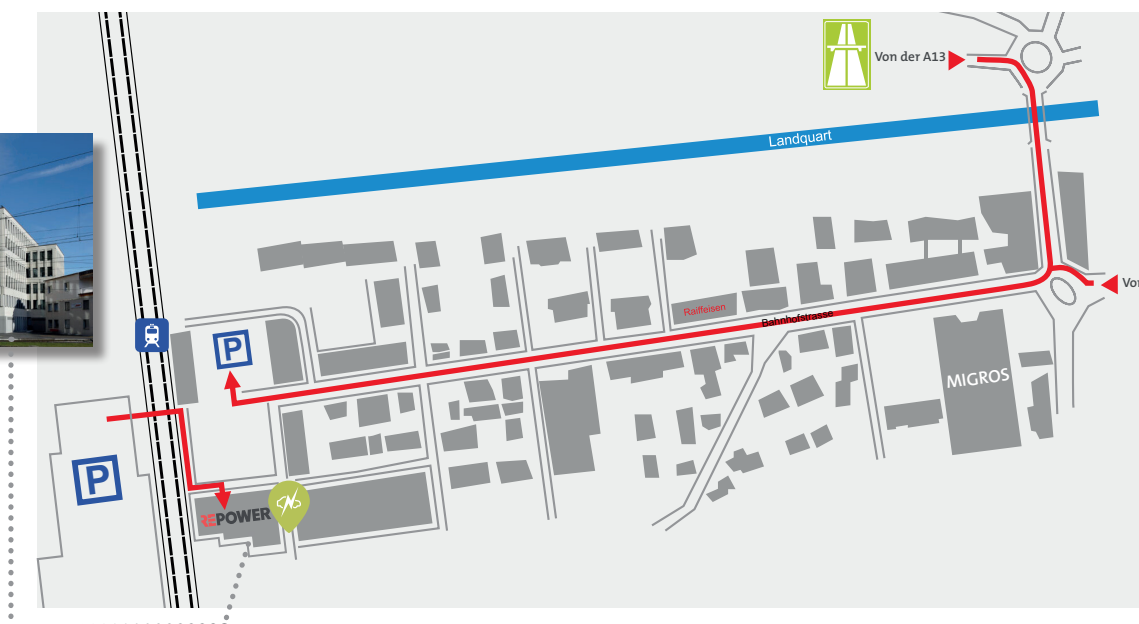 Von der A13
Landquart
Raiffeisen
Bahnhofstrasse
P
MIGROS
P
REPOWER